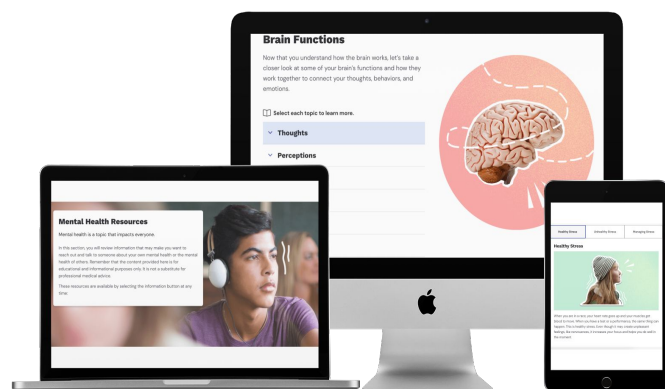 Brain Functions
Now that you understand how the brain works, let's take a
closer look at some of your brain's functions and how they
work together to connect your thoughts, behaviors, and
emotions.
Select each topic to learn more.
Thoughts
Perceptions
Mental Health Resources
Mental health is a topic that impacts everyone.
In this section, you will review information that may make you want to
reach out and talk to someone about your own mental health or the mental
health of others. Remember that the content provided here is for
educational and informational purposes only. It is not a substitute for
professional medical advice.
These resources are available by selecting the information button at any
time.
Healthy Stress
Unhealthy Stress
Managing Stress
Healthy Stress